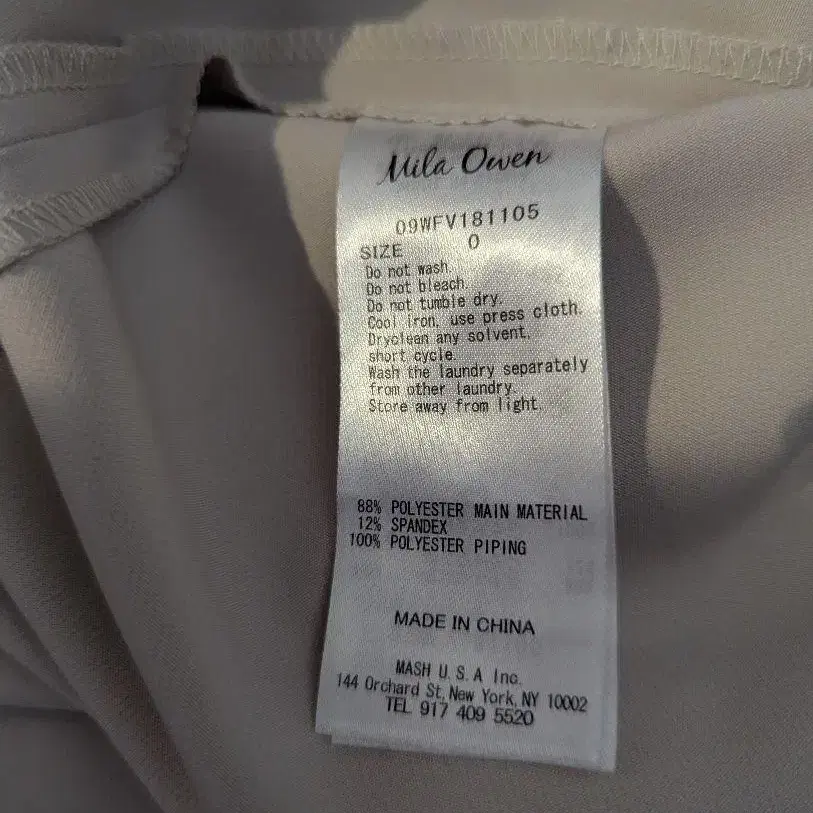 Mila Owen
09WFV181105
SIZE 0
Do not wash.
Do not bleach.
Do not tumble dry.
Cool iron, use press cloth.
Dryclean any solvent,
short cycle.
Wash the laundry separately
from other laundry.
Store away from light.
88% POLYESTER MAIN MATERIAL
12% SPANDEX
100% POLYESTER PIPING
MADE IN CHINA
MASH U.S.A Inc.
144 Orchard St, New York, NY 10002
TEL 917 409 5520